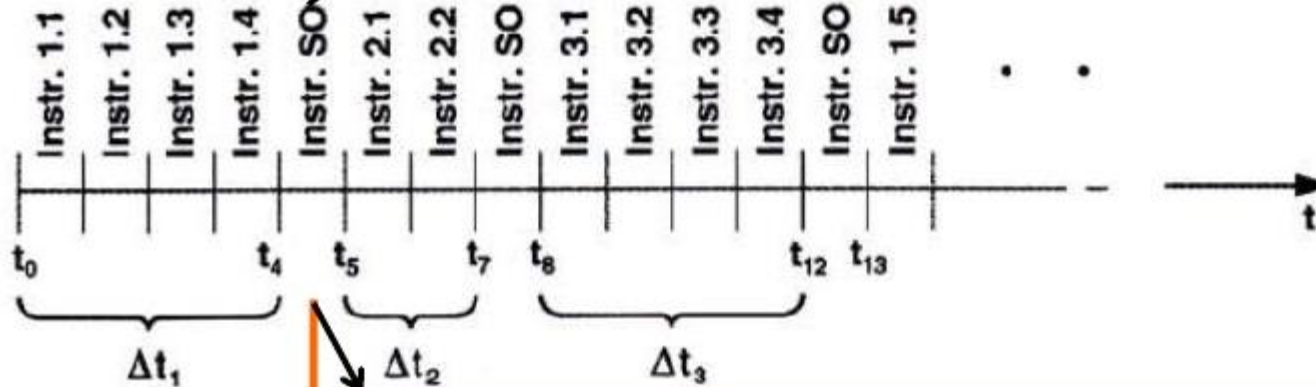 Instr. 1.1
Instr. 1.2
Instr. 1.3
Instr. 1.4
Instr. SO
Instr. 2.1
Instr. 2.2
Instr. SO
Instr. 3.1
Instr. 3.2
Instr. 3.3
Instr. 3.4
Instr. SO
Instr. 1.5
. .
t
t₀ t₄ t₅ t₇ t₈ t₁₂ t₁₃
Δt₁ Δt₂ Δt₃